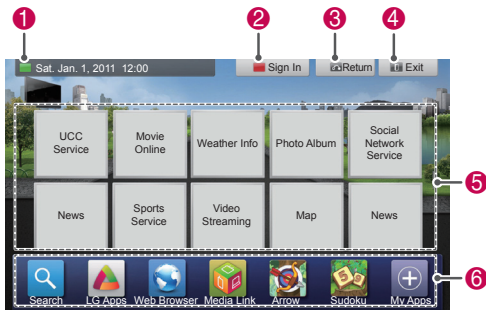 1 2 3 4
Sat. Jan. 1, 2011 12:00 Sign In Return Exit
UCC Service
Movie Online
Weather Info
Photo Album
Social Network Service
5
News
Sports Service
Video Streaming
Map
News
6
Search LG Apps Web Browser Media Link Arrow Sudoku My Apps